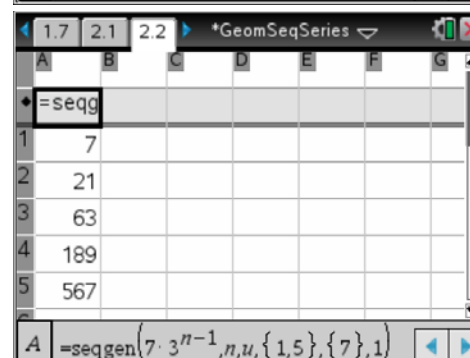 1.7 2.1 2.2 *GeomSeqSeries
A B C D E F G
=seqg
1 7
2 21
3 63
4 189
5 567
A =seqgen(7·3^{n−1},n,u,{1,5},{7},1)